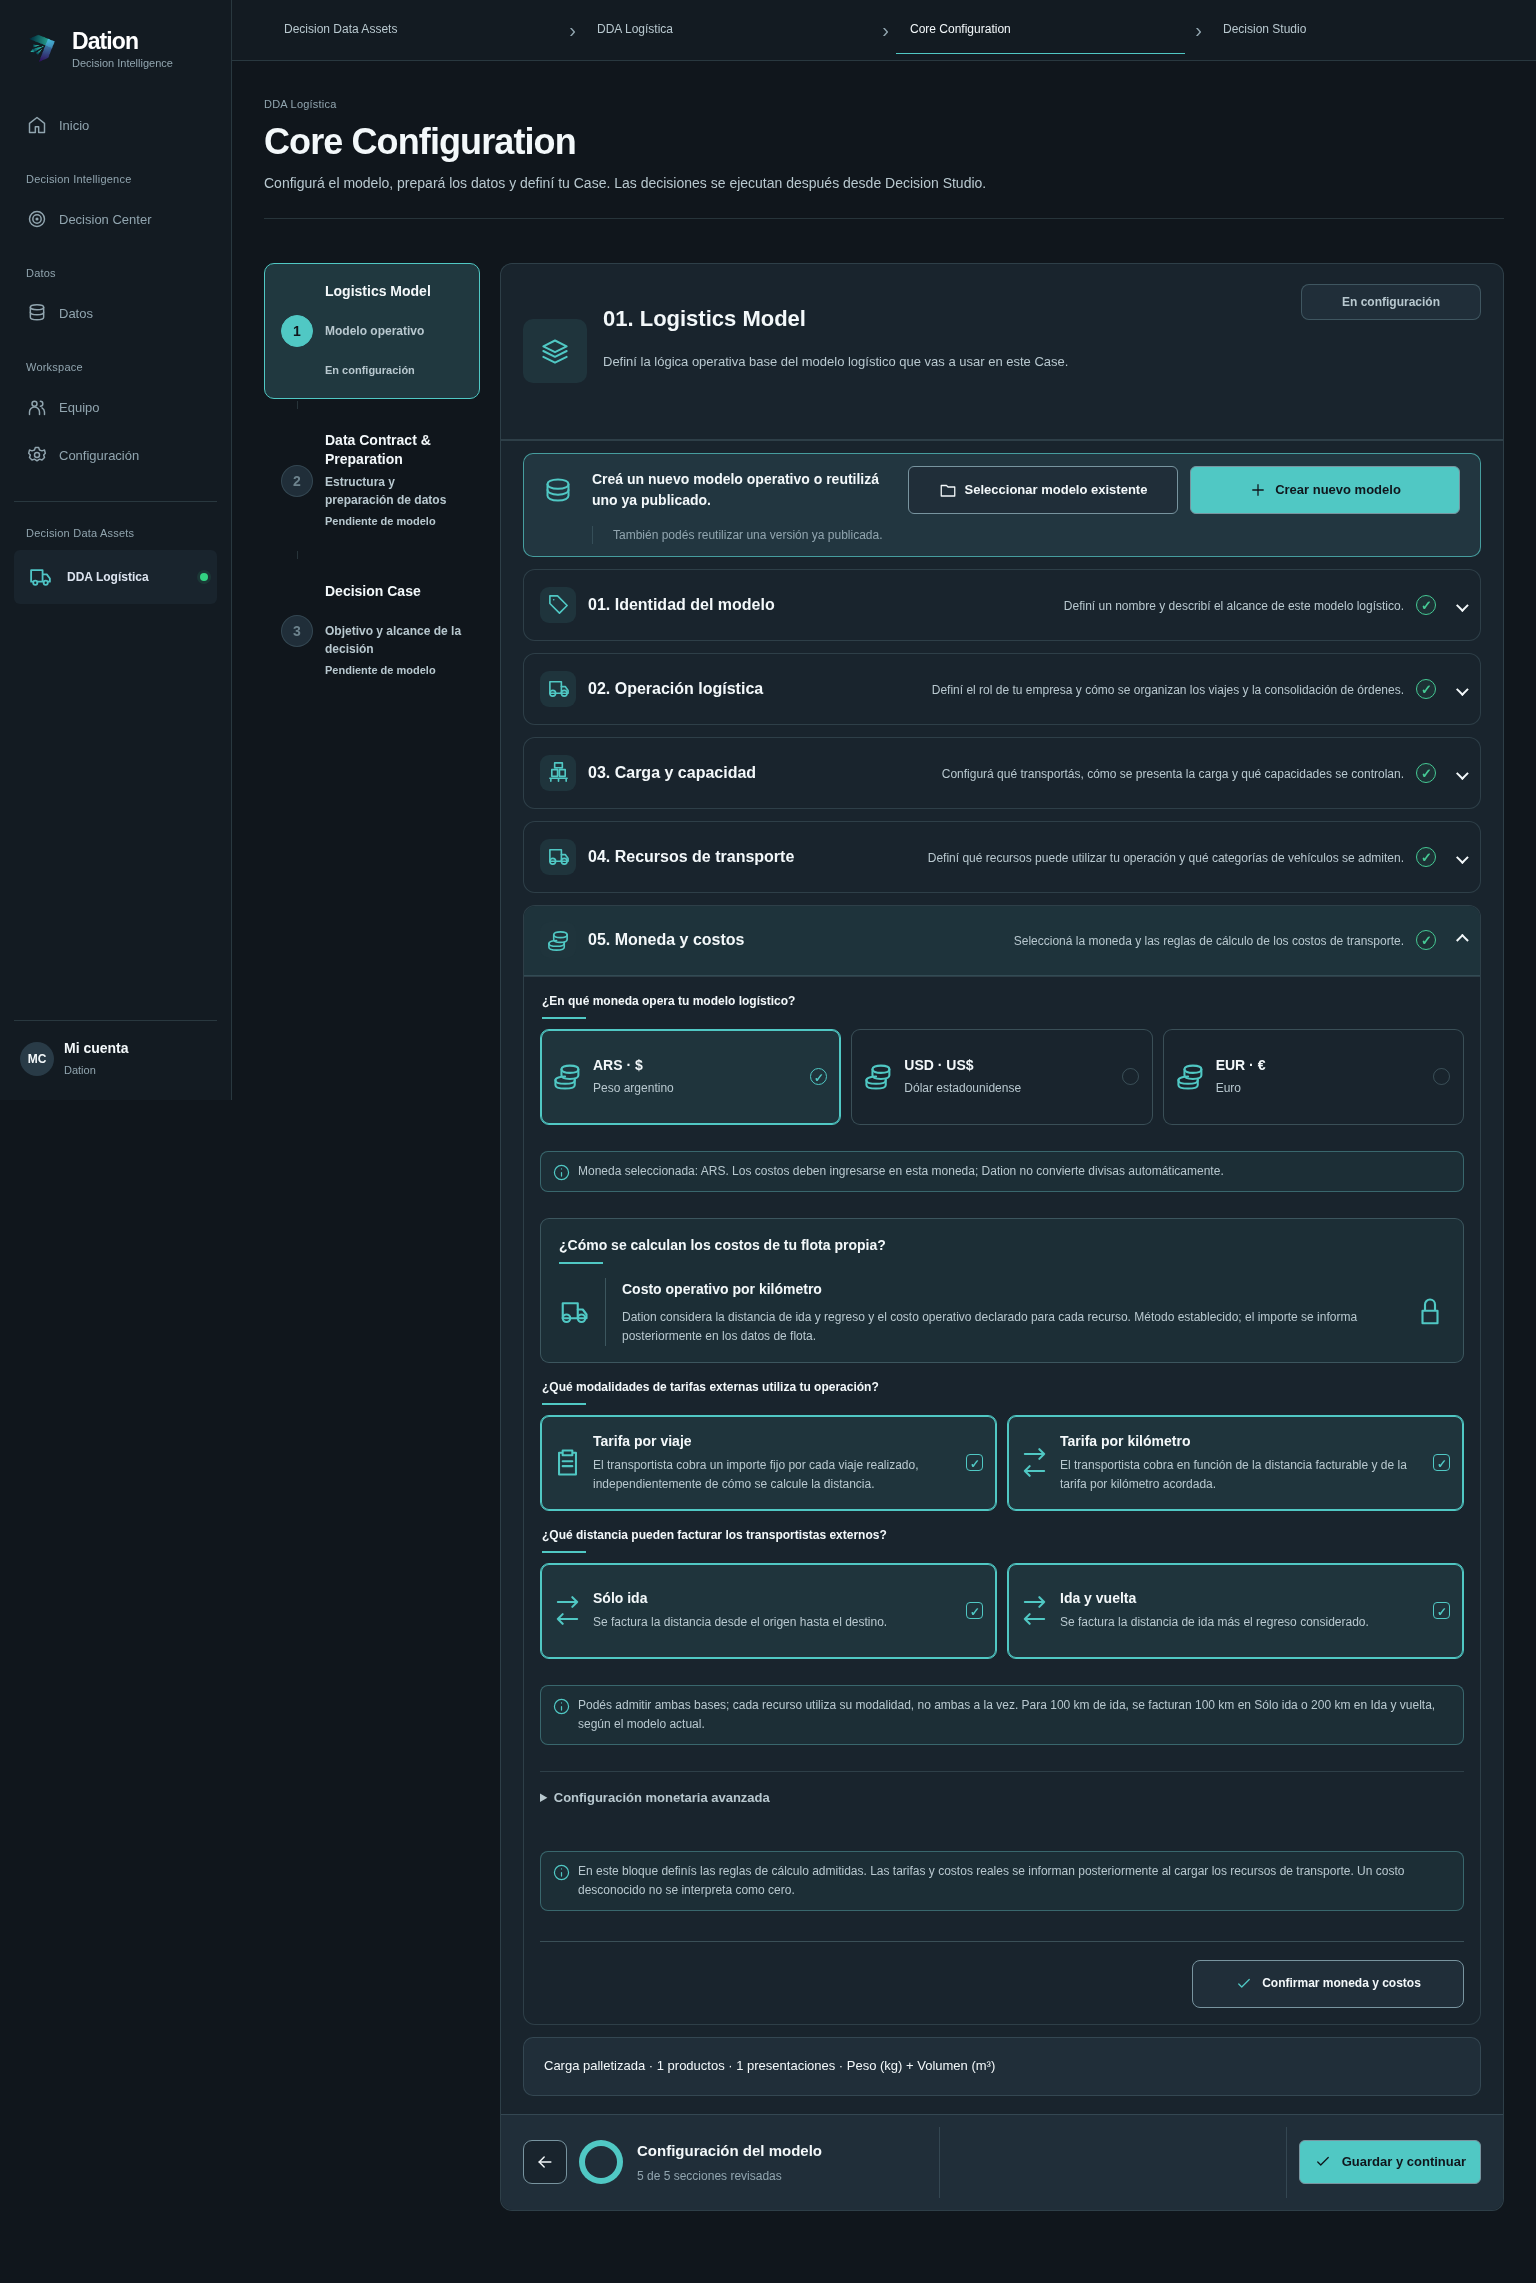 Dation
Decision Intelligence
Inicio
Decision Intelligence
Decision Center
Datos
Datos
Workspace
Equipo
Configuración
Decision Data Assets
DDA Logística
MC
Mi cuenta
Dation
Decision Data Assets
DDA Logística
Core Configuration
Decision Studio
DDA Logística
Core Configuration
Configurá el modelo, prepará los datos y definí tu Case. Las decisiones se ejecutan después desde Decision Studio.
Logistics Model
1
Modelo operativo
En configuración
Data Contract &
Preparation
2
Estructura y
preparación de datos
Pendiente de modelo
Decision Case
3
Objetivo y alcance de la
decisión
Pendiente de modelo
En configuración
01. Logistics Model
Definí la lógica operativa base del modelo logístico que vas a usar en este Case.
Creá un nuevo modelo operativo o reutilizá
uno ya publicado.
También podés reutilizar una versión ya publicada.
Seleccionar modelo existente
Crear nuevo modelo
01. Identidad del modelo
Definí un nombre y describí el alcance de este modelo logístico.
02. Operación logística
Definí el rol de tu empresa y cómo se organizan los viajes y la consolidación de órdenes.
03. Carga y capacidad
Configurá qué transportás, cómo se presenta la carga y qué capacidades se controlan.
04. Recursos de transporte
Definí qué recursos puede utilizar tu operación y qué categorías de vehículos se admiten.
05. Moneda y costos
Seleccioná la moneda y las reglas de cálculo de los costos de transporte.
¿En qué moneda opera tu modelo logístico?
ARS · $
Peso argentino
USD · US$
Dólar estadounidense
EUR · €
Euro
Moneda seleccionada: ARS. Los costos deben ingresarse en esta moneda; Dation no convierte divisas automáticamente.
¿Cómo se calculan los costos de tu flota propia?
Costo operativo por kilómetro
Dation considera la distancia de ida y regreso y el costo operativo declarado para cada recurso. Método establecido; el importe se informa
posteriormente en los datos de flota.
¿Qué modalidades de tarifas externas utiliza tu operación?
Tarifa por viaje
El transportista cobra un importe fijo por cada viaje realizado,
independientemente de cómo se calcule la distancia.
Tarifa por kilómetro
El transportista cobra en función de la distancia facturable y de la
tarifa por kilómetro acordada.
¿Qué distancia pueden facturar los transportistas externos?
Sólo ida
Se factura la distancia desde el origen hasta el destino.
Ida y vuelta
Se factura la distancia de ida más el regreso considerado.
Podés admitir ambas bases; cada recurso utiliza su modalidad, no ambas a la vez. Para 100 km de ida, se facturan 100 km en Sólo ida o 200 km en Ida y vuelta,
según el modelo actual.
Configuración monetaria avanzada
En este bloque definís las reglas de cálculo admitidas. Las tarifas y costos reales se informan posteriormente al cargar los recursos de transporte. Un costo
desconocido no se interpreta como cero.
Confirmar moneda y costos
Carga palletizada · 1 productos · 1 presentaciones · Peso (kg) + Volumen (m³)
Configuración del modelo
5 de 5 secciones revisadas
Guardar y continuar